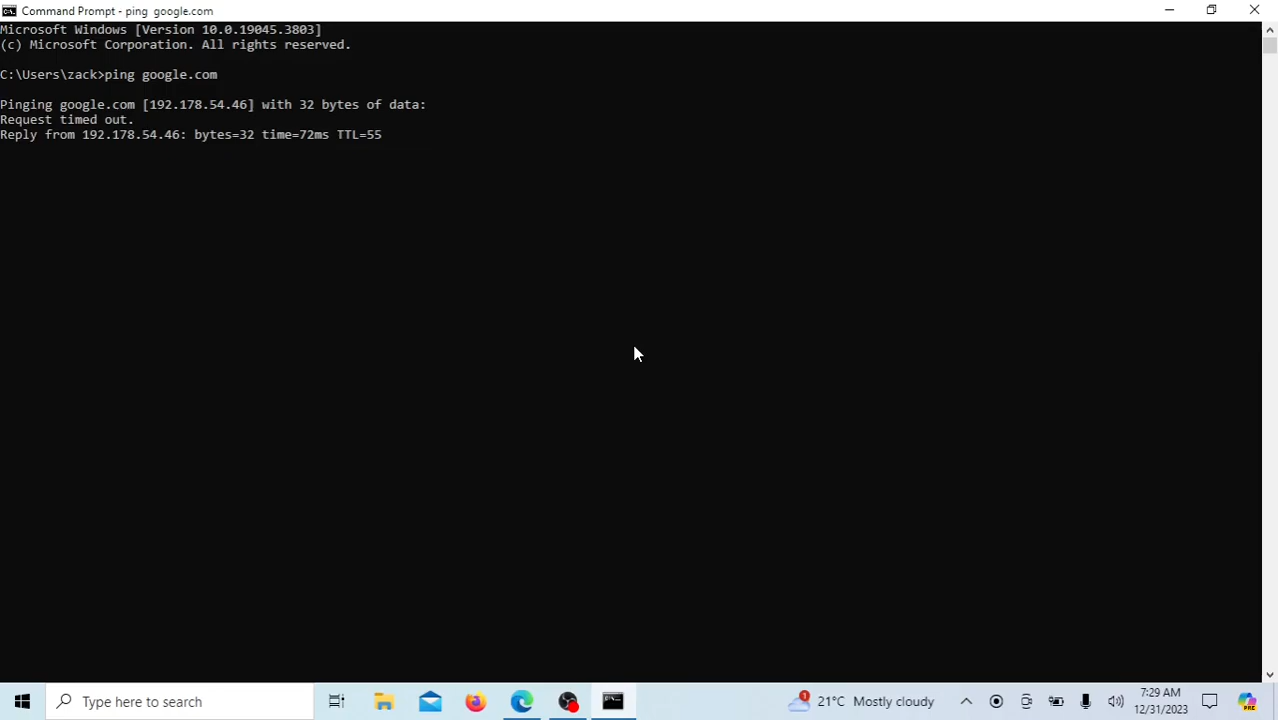 Command Prompt - ping  google.com
Microsoft Windows [Version 10.0.19045.3803]
(c) Microsoft Corporation. All rights reserved.
C:\Users\zack>ping google.com
Pinging google.com [192.178.54.46] with 32 bytes of data:
Request timed out.
Reply from 192.178.54.46: bytes=32 time=72ms TTL=55
Type here to search
1
21°C Mostly cloudy
7:29 AM
12/31/2023
PRE